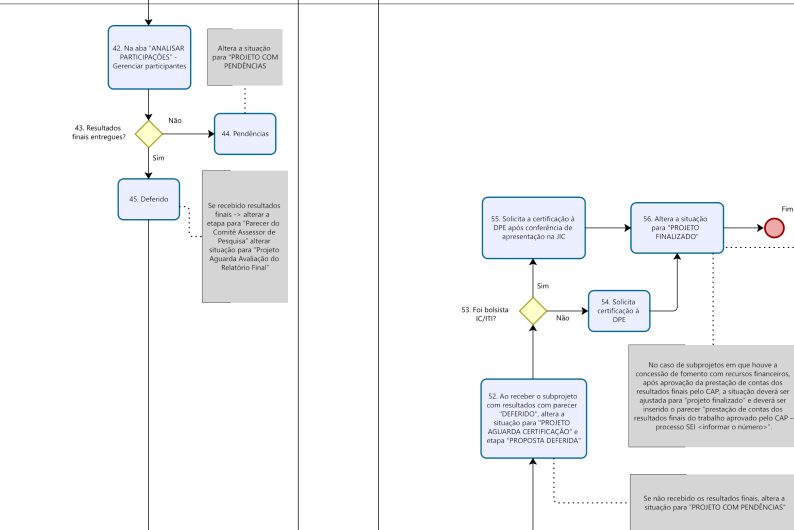 42. Na aba "ANALISAR
PARTICIPAÇÕES" -
Gerenciar participantes
Altera a situação
para "PROJETO COM
PENDÊNCIAS
43. Resultados
finais entregues?
Não
44. Pendências
Sim
45. Deferido
Se recebido resultados
finais -> alterar a
etapa para "Parecer do
Comitê Assessor de
Pesquisa" alterar
situação para "Projeto
Aguarda Avaliação do
Relatório Final"
55. Solicita a certificação à
DPE após conferência de
apresentação na JIC
56. Altera a situação
para "PROJETO
FINALIZADO"
Fim
Sim
53. Foi bolsista
IC/ITI?
Não
54. Solicita
certificação à
DPE
No caso de subprojetos em que houve a
concessão de fomento com recursos financeiros,
após aprovação da prestação de contas dos
resultados finais pelo CAP, a situação deverá ser
ajustada para "projeto finalizado" e deverá ser
inserido o parecer "prestação de contas dos
resultados finais do trabalho aprovado pelo CAP –
processo SEI <informar o número>".
52. Ao receber o subprojeto
com resultados com parecer
"DEFERIDO", altera a
situação para "PROJETO
AGUARDA CERTIFICAÇÃO" e
etapa "PROPOSTA DEFERIDA"
Se não recebido os resultados finais, altera a
situação para "PROJETO COM PENDÊNCIAS"